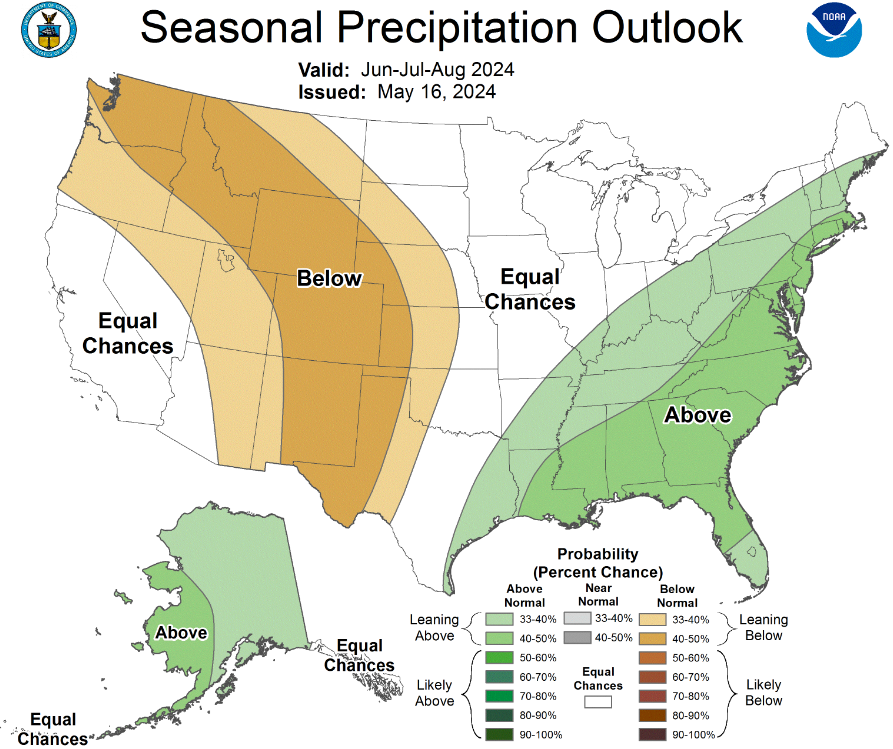 Seasonal Precipitation Outlook
NOAA
Valid: Jun-Jul-Aug 2024
Issued: May 16, 2024
Below
Equal
Chances
Equal
Chances
Above
Above
Equal
Chances
Equal
Chances
Probability
(Percent Chance)
Above
Normal
Near
Normal
Below
Normal
Leaning
Above
33-40%
33-40%
33-40%
Leaning
Below
40-50%
40-50%
40-50%
50-60%
50-60%
60-70%
Equal
Chances
60-70%
Likely
Above
70-80%
70-80%
Likely
Below
80-90%
80-90%
90-100%
90-100%